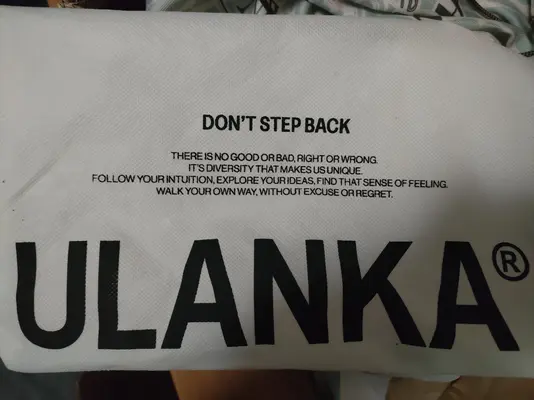 DON'T STEP BACK
THERE IS NO GOOD OR BAD, RIGHT OR WRONG.
IT'S DIVERSITY THAT MAKES US UNIQUE.
FOLLOW YOUR INTUITION, EXPLORE YOUR IDEAS, FIND THAT SENSE OF FEELING.
WALK YOUR OWN WAY, WITHOUT EXCUSE OR REGRET.
ULANKA®